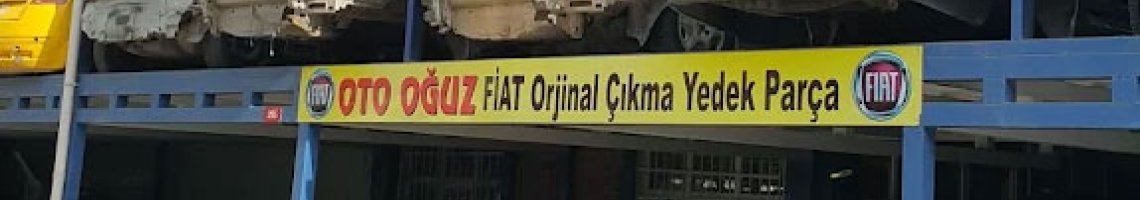 FIAT OTO OĞUZ FİAT Orjinal Çıkma Yedek Parça FIAT